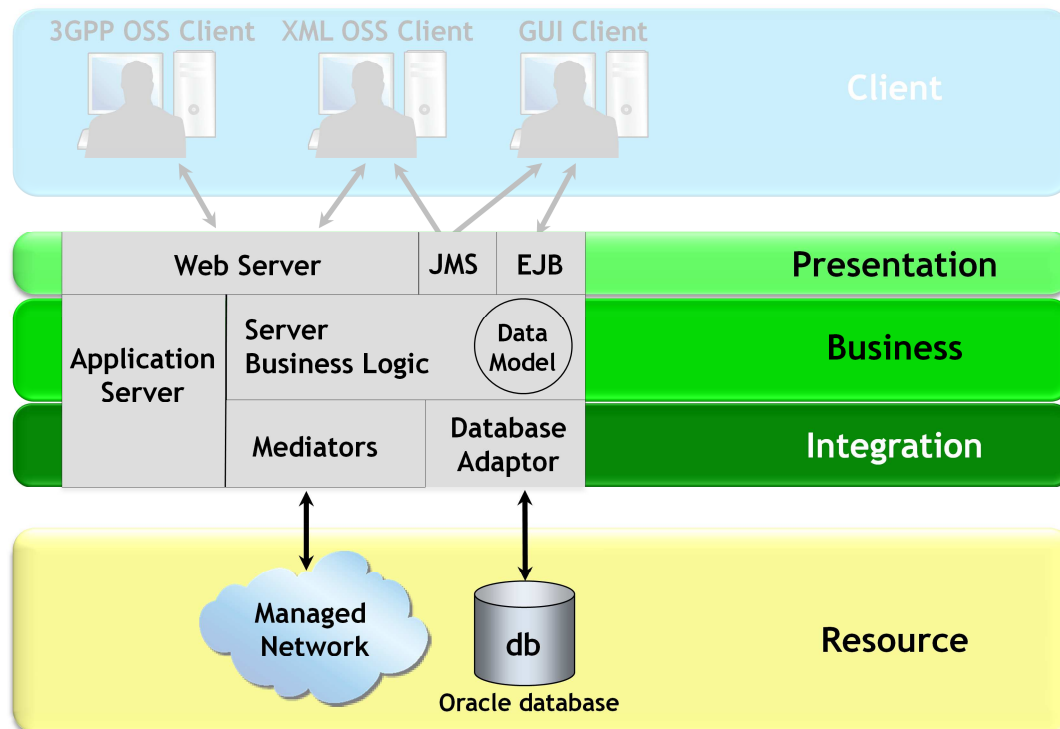 3GPP OSS Client
XML OSS Client
GUI Client
Client
Web Server
JMS
EJB
Presentation
Application
Server
Server
Business Logic
Data
Model
Business
Mediators
Database
Adaptor
Integration
Managed
Network
db
Oracle database
Resource